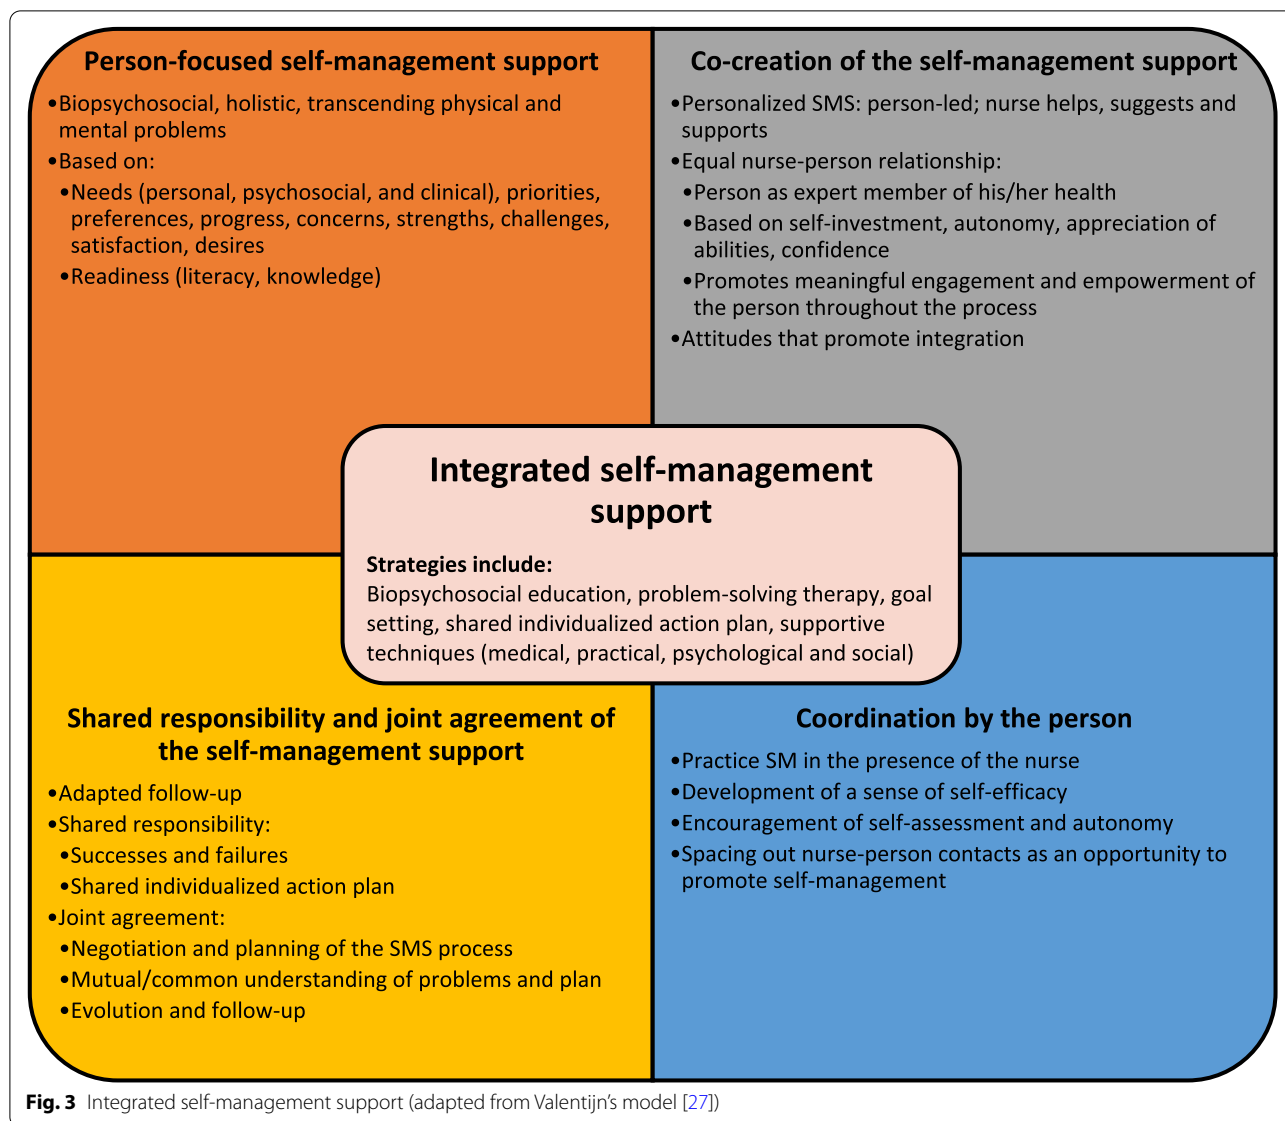 Person-focused self-management support
•Biopsychosocial, holistic, transcending physical and
mental problems
•Based on:
•Needs (personal, psychosocial, and clinical), priorities,
preferences, progress, concerns, strengths, challenges,
satisfaction, desires
•Readiness (literacy, knowledge)
Co-creation of the self-management support
•Personalized SMS: person-led; nurse helps, suggests and
supports
•Equal nurse-person relationship:
•Person as expert member of his/her health
•Based on self-investment, autonomy, appreciation of
abilities, confidence
•Promotes meaningful engagement and empowerment of
the person throughout the process
•Attitudes that promote integration
Integrated self-management
support
Strategies include:
Biopsychosocial education, problem-solving therapy, goal
setting, shared individualized action plan, supportive
techniques (medical, practical, psychological and social)
Shared responsibility and joint agreement of
the self-management support
•Adapted follow-up
•Shared responsibility:
•Successes and failures
•Shared individualized action plan
•Joint agreement:
•Negotiation and planning of the SMS process
•Mutual/common understanding of problems and plan
•Evolution and follow-up
Coordination by the person
•Practice SM in the presence of the nurse
•Development of a sense of self-efficacy
•Encouragement of self-assessment and autonomy
•Spacing out nurse-person contacts as an opportunity to
promote self-management
Fig. 3 Integrated self-management support (adapted from Valentijn’s model [27])